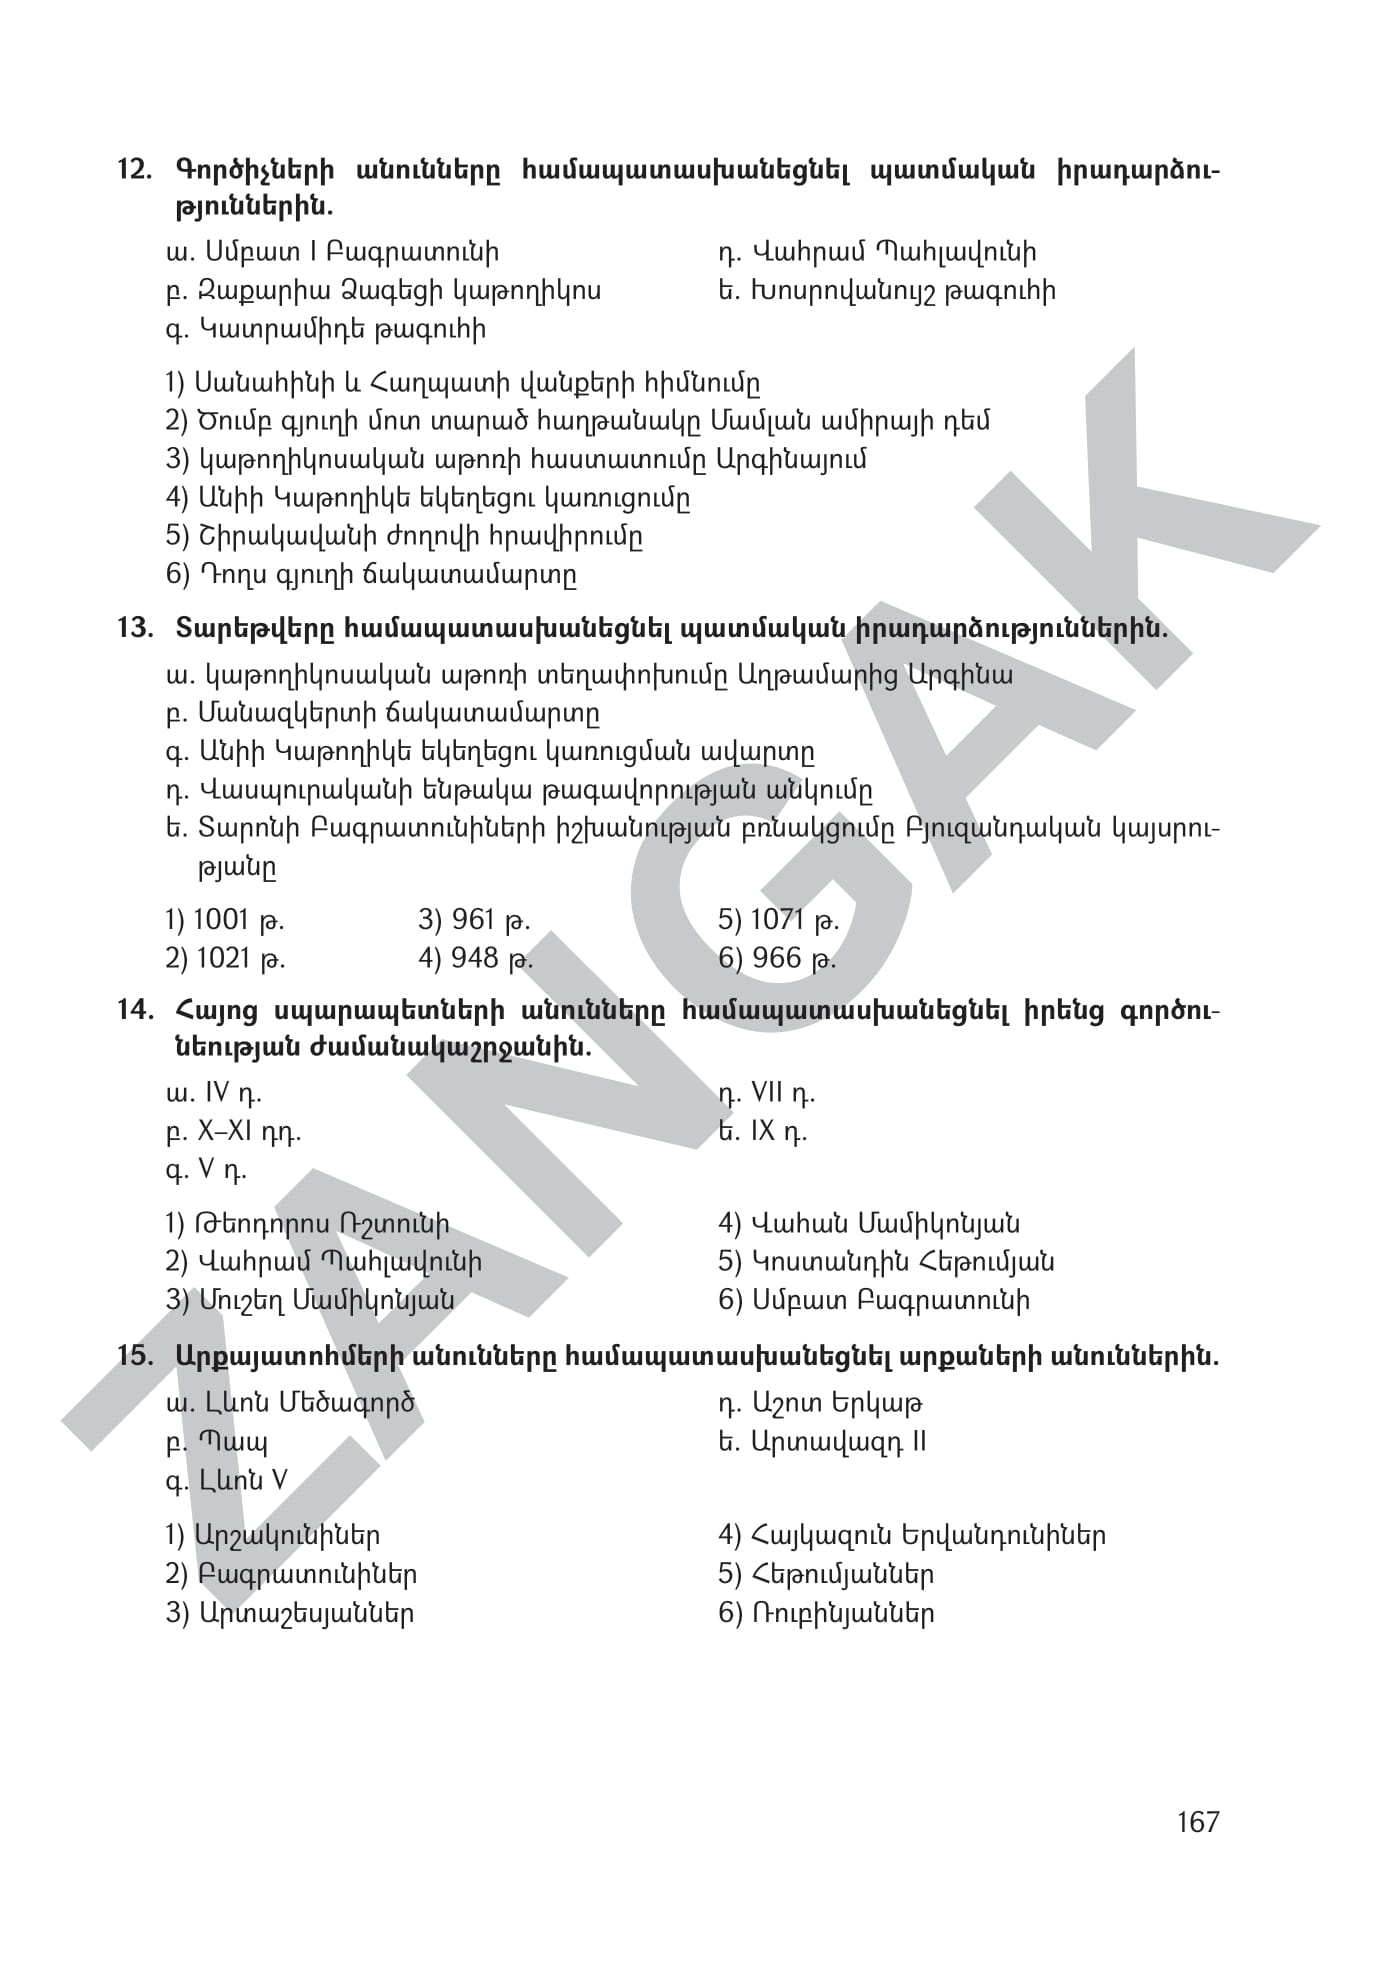 12. Գործիչների անունները համապատասխանեցնել պատմական իրադարձու-
թյուններին.
ա. Սմբատ I Բագրատունի
դ. Վահրամ Պահլավունի
բ. Զաքարիա Ձագեցի կաթողիկոս
ե. Խոսրովանույշ թագուհի
գ. Կատրամիդե թագուհի
1) Սանահինի և Հաղպատի վանքերի հիմնումը
2) Ծումբ գյուղի մոտ տարած հաղթանակը Մամլան ամիրայի դեմ
3) կաթողիկոսական աթոռի հաստատումը Արգինայում
4) Անիի Կաթողիկե եկեղեցու կառուցումը
5) Շիրակավանի ժողովի հրավիրումը
6) Դողս գյուղի ճակատամարտը
13. Տարեթվերը համապատասխանեցնել պատմական իրադարձություններին.
ա. կաթողիկոսական աթոռի տեղափոխումը Աղթամարից Արգինա
բ. Մանազկերտի ճակատամարտը
գ. Անիի Կաթողիկե եկեղեցու կառուցման ավարտը
դ. Վասպուրականի ենթակա թագավորության անկումը
ե. Տարոնի Բագրատունիների իշխանության բռնակցումը Բյուզանդական կայսրու-
թյանը
1) 1001 թ. 3) 961 թ. 5) 1071 թ.
2) 1021 թ. 4) 948 թ. 6) 966 թ.
14. Հայոց սպարապետների անունները համապատասխանեցնել իրենց գործու-
նեության ժամանակաշրջանին.
ա. IV դ.
դ. VII դ.
բ. X–XI դդ.
ե. IX դ.
գ. V դ.
1) Թեոդորոս Ռշտունի
4) Վահան Մամիկոնյան
2) Վահրամ Պահլավունի
5) Կոստանդին Հեթումյան
3) Մուշեղ Մամիկոնյան
6) Սմբատ Բագրատունի
15. Արքայատոհմերի անունները համապատասխանեցնել արքաների անուններին.
ա. Լևոն Մեծագործ
դ. Աշոտ Երկաթ
բ. Պապ
ե. Արտավազդ II
գ. Լևոն V
1) Արշակունիներ
4) Հայկազուն Երվանդունիներ
2) Բագրատունիներ
5) Հեթումյաններ
3) Արտաշեսյաններ
6) Ռուբինյաններ
167
ZANGAK